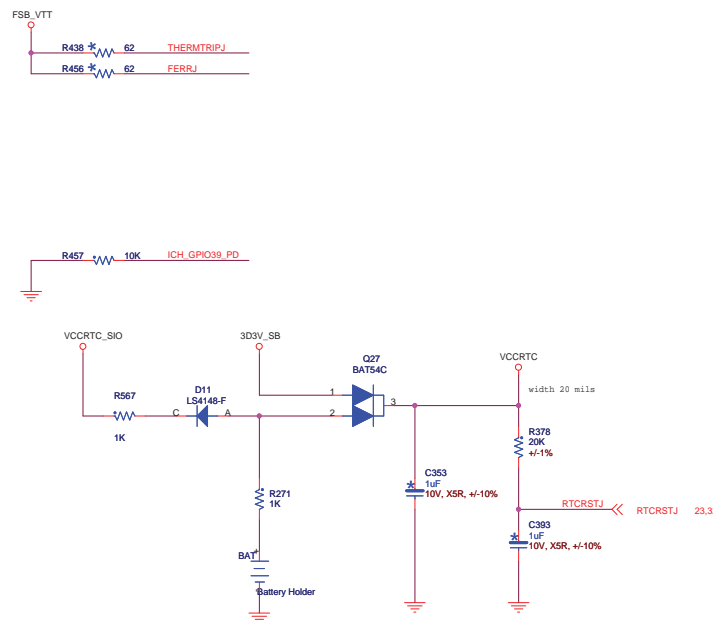 FSB_VTT
R438 * 62 THERMTRIPJ
R456 * 62 FERRJ
R457 10K ICH_GPIO39_PD
VCCRTC_SIO
3D3V_SB
Q27
BAT54C
VCCRTC
width 20 mils
D11
LS4148-F
R567
1K
C A
1
2
3
R378
20K
+/-1%
R271
1K
C353
*
1uF
10V, X5R, +/-10%
RTCRSTJ
RTCRSTJ 23,3
C393
*
1uF
10V, X5R, +/-10%
BAT
+
Battery Holder